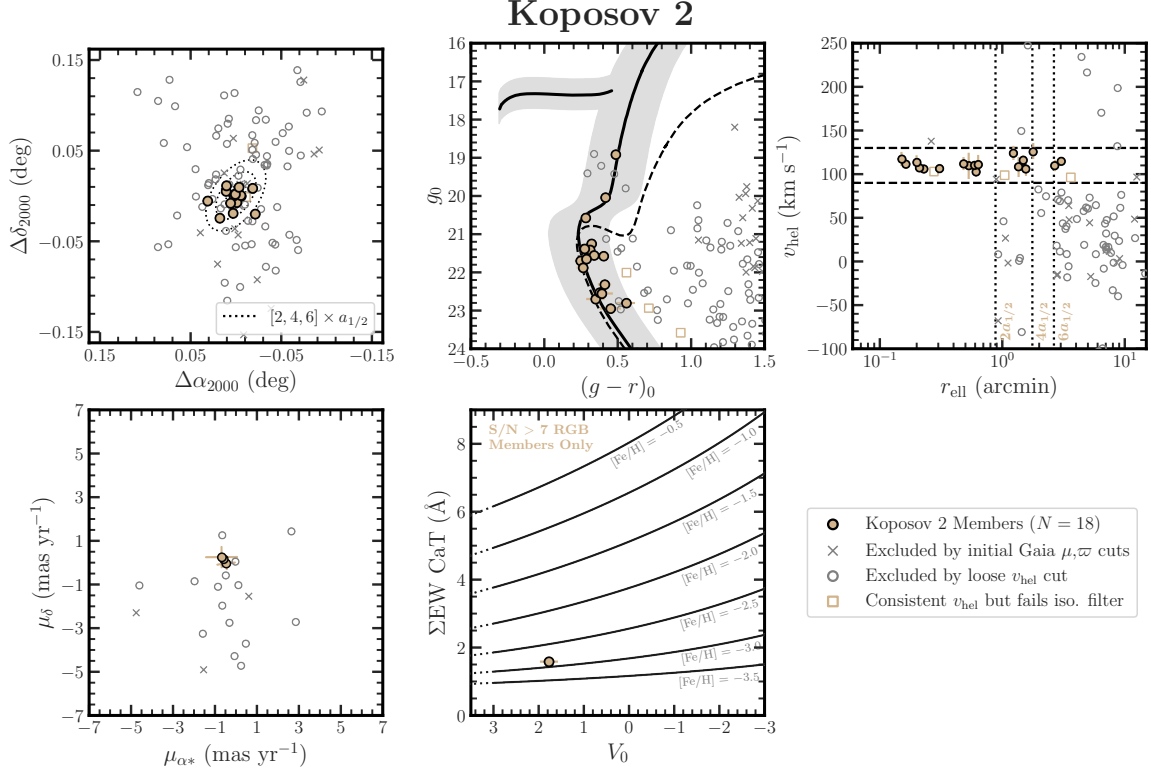 Koposov 2
0.15
0.05
−0.05
−0.15
0.15
0.05
−0.05
−0.15
Δδ2000 (deg)
Δα2000 (deg)
[2, 4, 6] × a1/2
16
17
18
19
20
21
22
23
24
−0.5
0.0
0.5
1.0
1.5
g0
(g − r)0
250
200
150
100
50
0
−50
−100
10−1
100
101
vhel (km s−1)
rell (arcmin)
2a1/2
4a1/2
6a1/2
7
5
3
1
−1
−3
−5
−7
−7
−5
−3
−1
1
3
5
7
μδ (mas yr−1)
μα* (mas yr−1)
S/N > 7 RGB
Members Only
8
6
4
2
0
3
2
1
0
−1
−2
−3
ΣEW CaT (Å)
V0
[Fe/H] = −0.5
[Fe/H] = −1.0
[Fe/H] = −1.5
[Fe/H] = −2.0
[Fe/H] = −2.5
[Fe/H] = −3.0
[Fe/H] = −3.5
Koposov 2 Members (N = 18)
Excluded by initial Gaia μ,ϖ cuts
Excluded by loose vhel cut
Consistent vhel but fails iso. filter